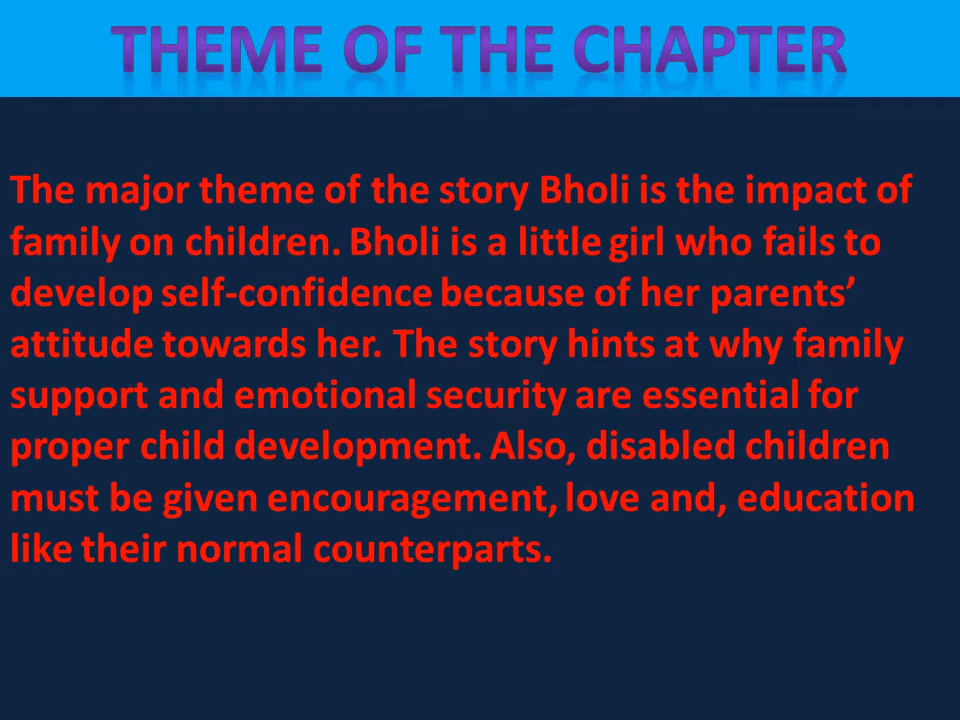 THEME OF THE CHAPTER
The major theme of the story Bholi is the impact of
family on children. Bholi is a little girl who fails to
develop self-confidence because of her parents’
attitude towards her. The story hints at why family
support and emotional security are essential for
proper child development. Also, disabled children
must be given encouragement, love and, education
like their normal counterparts.